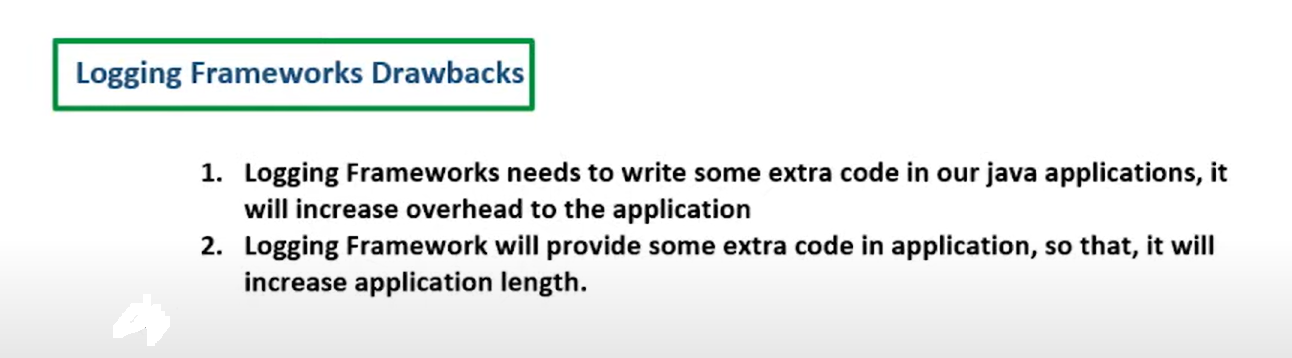 Logging Frameworks Drawbacks
1. Logging Frameworks needs to write some extra code in our java applications, it
will increase overhead to the application
2. Logging Framework will provide some extra code in application, so that, it will
increase application length.